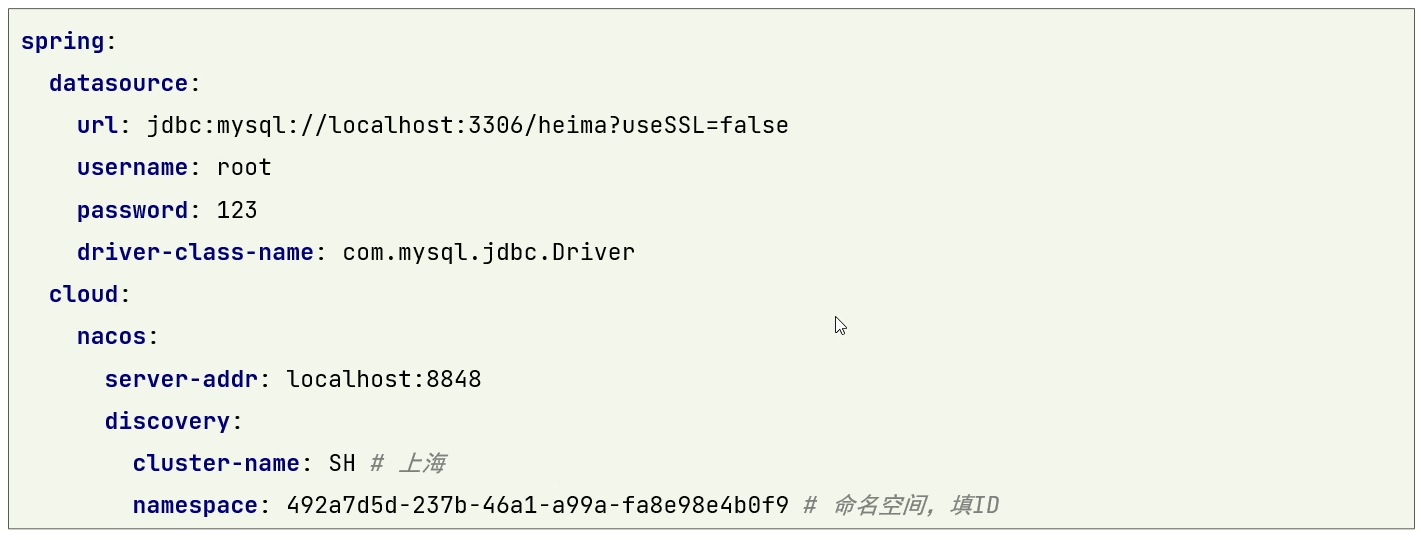 spring:
  datasource:
    url: jdbc:mysql://localhost:3306/heima?useSSL=false
    username: root
    password: 123
    driver-class-name: com.mysql.jdbc.Driver
  cloud:
    nacos:
      server-addr: localhost:8848
      discovery:
        cluster-name: SH # 上海
        namespace: 492a7d5d-237b-46a1-a99a-fa8e98e4b0f9 # 命名空间，填ID